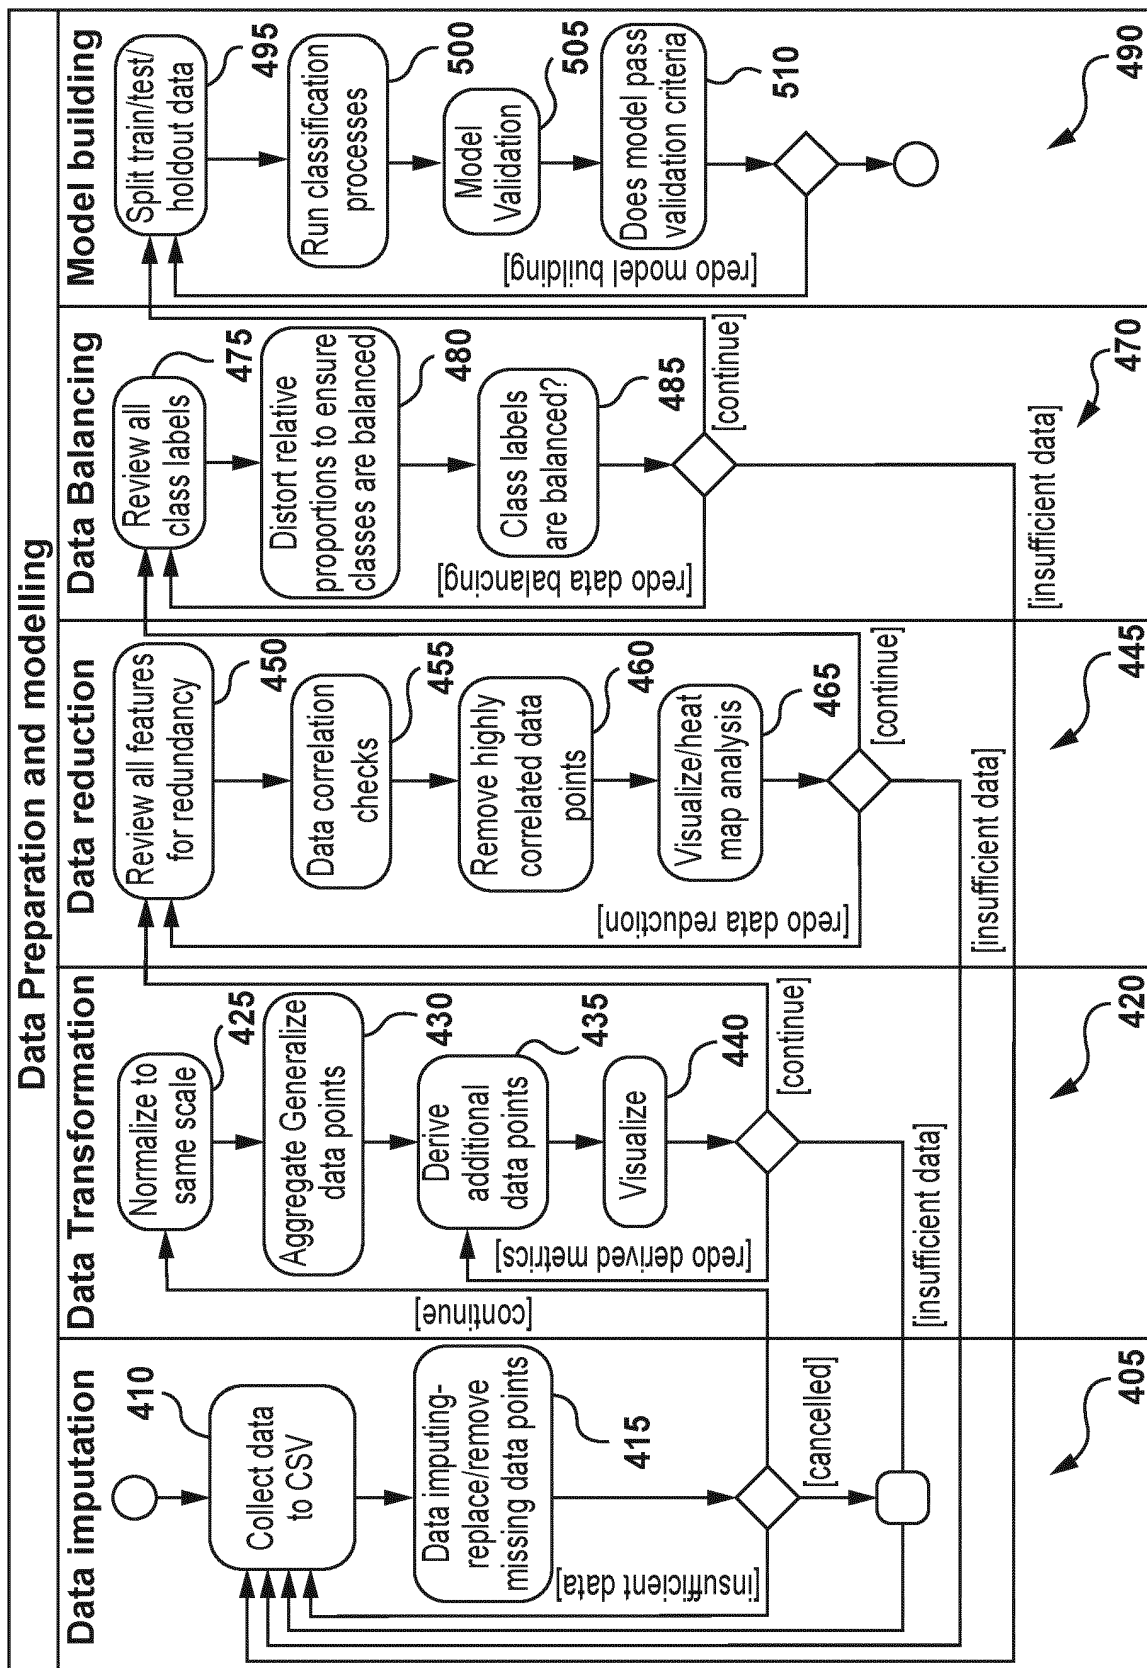 Data Preparation and modelling
Data imputation
410
Collect data
to CSV
Data imputing-
replace/remove
missing data points
415
[insufficient data]
[cancelled]
[continue]
405
Data Transformation
Normalize to
same scale
425
Aggregate Generalize
data points
430
Derive
additional
data points
435
Visualize
440
[redo derived metrics]
[continue]
[insufficient data]
420
Data reduction
Review all features
for redundancy
450
Data correlation
checks
455
Remove highly
correlated data
points
460
Visualize/heat
map analysis
465
[redo data reduction]
[continue]
[insufficient data]
445
Data Balancing
Review all
class labels
475
Distort relative
proportions to ensure
classes are balanced
480
Class labels
are balanced?
485
[redo data balancing]
[continue]
[insufficient data]
470
Model building
Split train/test/
holdout data
495
Run classification
processes
500
Model
Validation
505
Does model pass
validation criteria
510
[redo model building]
490